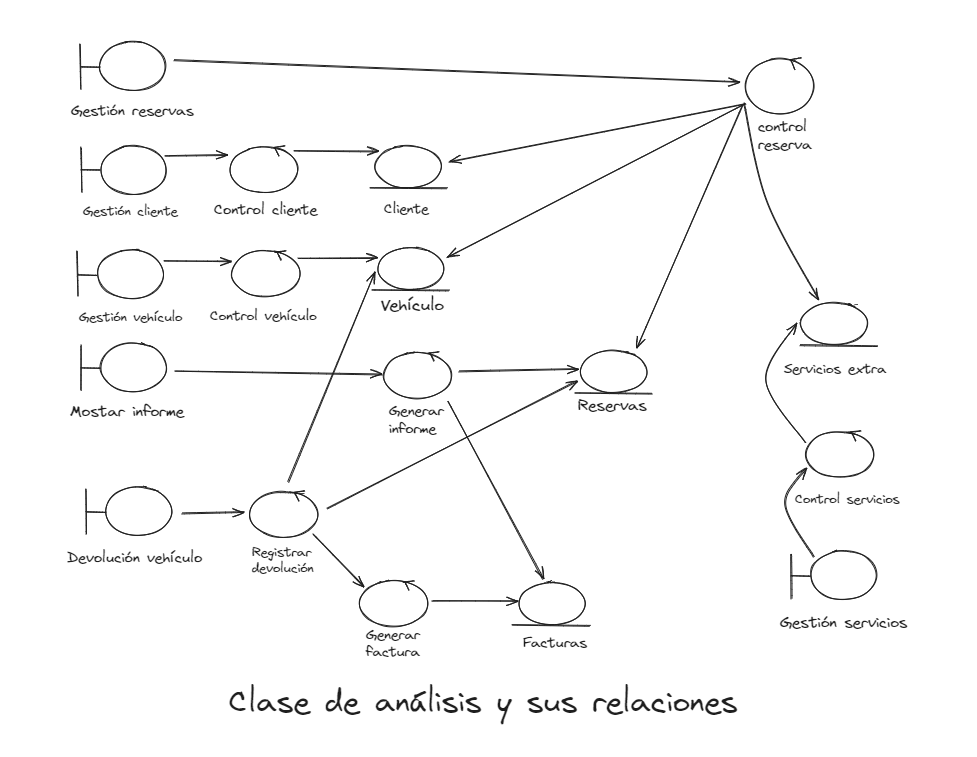 Gestión reservas
control
reserva
Gestión cliente
Control cliente
Cliente
Gestión vehículo
Control vehículo
Vehículo
Mostar informe
Generar
informe
Reservas
Servicios extra
Control servicios
Devolución vehículo
Registrar
devolución
Gestión servicios
Generar
factura
Facturas
Clase de análisis y sus relaciones